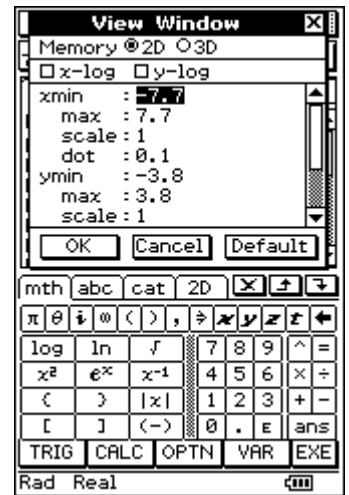 View Window X
Memory 2D 3D
x-log y-log
xmin :-7.7
max :7.7
scale:1
dot :0.1
ymin :-3.8
max :3.8
scale:1
OK Cancel Default
mth abc cat 2D
π θ i ∞ ( ) , ⇒ x y z t ←
log ln √ 7 8 9 ^ =
x² eˣ x⁻¹ 4 5 6 × ÷
( ) |x| 1 2 3 + −
[ ] (−) 0 . E ans
TRIG CALC OPTN VAR EXE
Rad Real